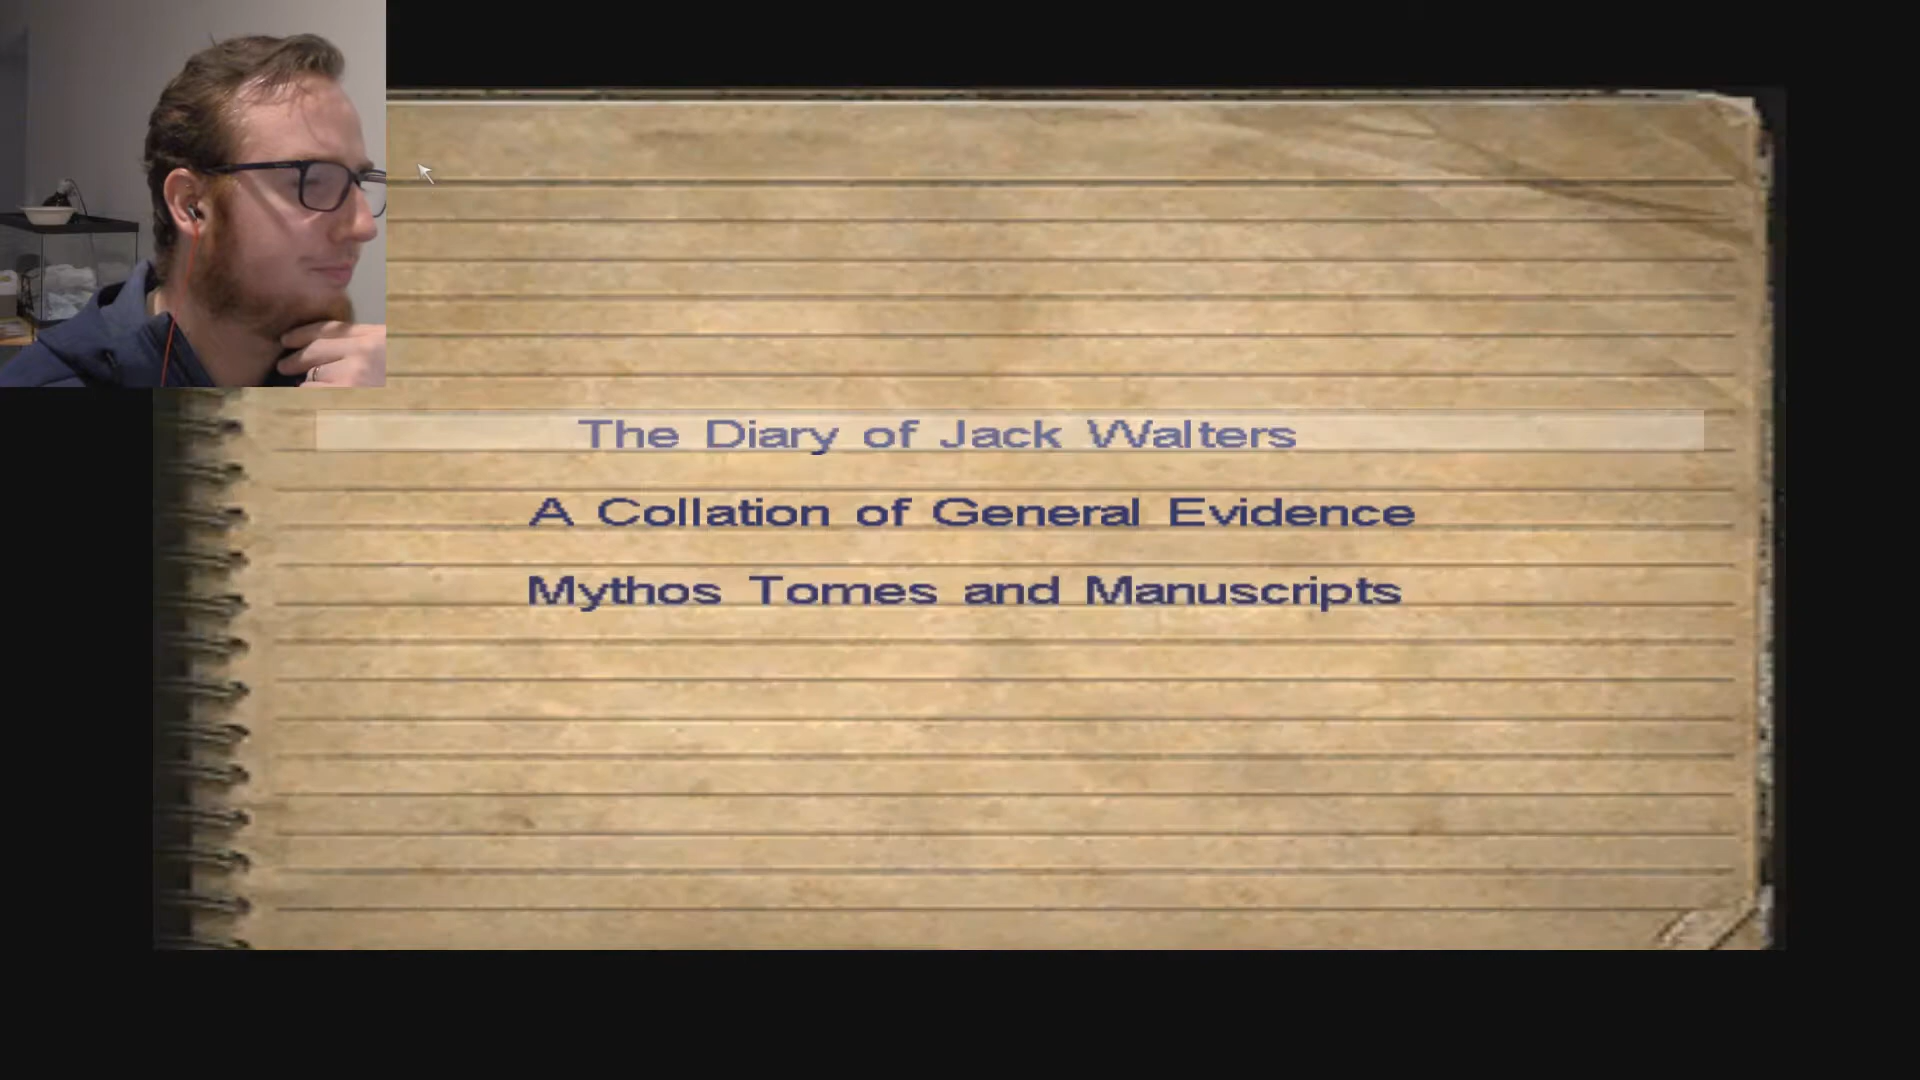 The Diary of Jack Walters
A Collation of General Evidence
Mythos Tomes and Manuscripts